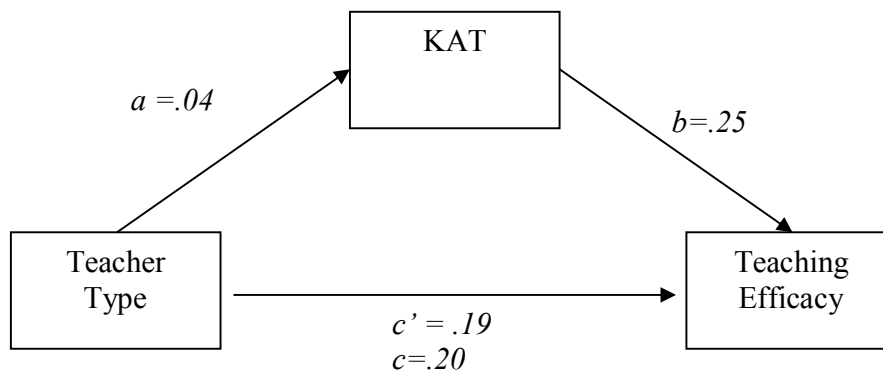 KAT
a =.04
b=.25
Teacher
Type
Teaching
Efficacy
c’ = .19
c=.20